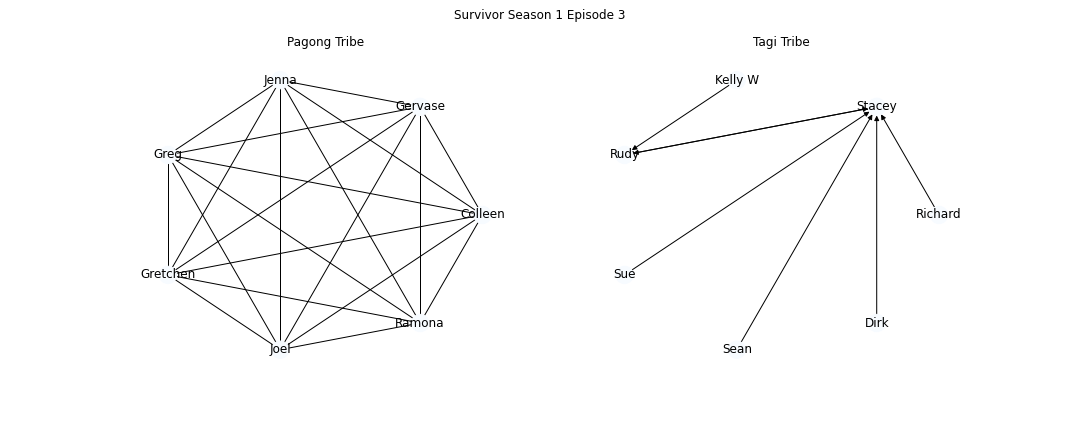 Survivor Season 1 Episode 3
Pagong Tribe
Jenna
Gervase
Greg
Colleen
Gretchen
Ramona
Joel
Tagi Tribe
Kelly W
Stacey
Rudy
Richard
Sue
Dirk
Sean